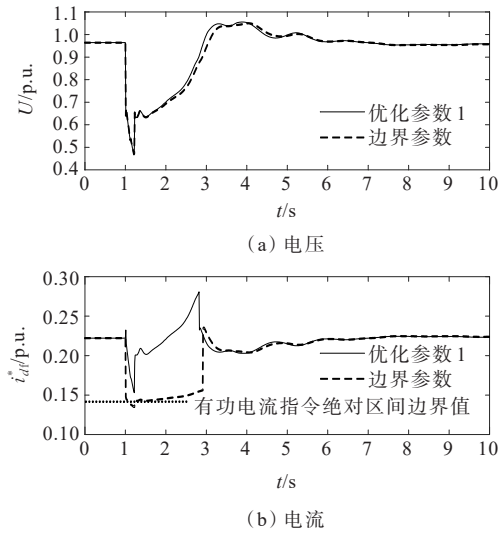 U/p.u.
1.1
1.0
0.9
0.8
0.7
0.6
0.5
0.4
优化参数1
边界参数
0 1 2 3 4 5 6 7 8 9 10
t/s
(a)电压
i*df/p.u.
0.30
0.25
0.20
0.15
0.10
优化参数1
边界参数
有功电流指令绝对区间边界值
0 1 2 3 4 5 6 7 8 9 10
t/s
(b)电流